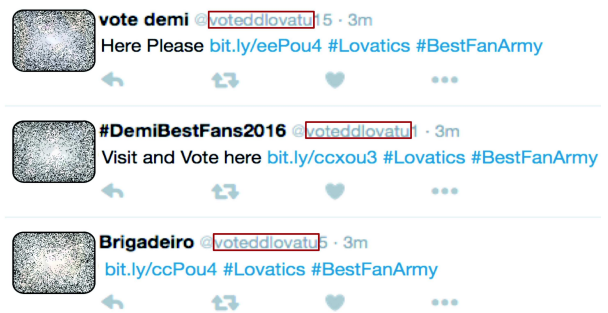 vote demi @voteddlovatu15 · 3m
Here Please bit.ly/eePou4 #Lovatics #BestFanArmy
#DemiBestFans2016 @voteddlovatu1 · 3m
Visit and Vote here bit.ly/ccxou3 #Lovatics #BestFanArmy
Brigadeiro @voteddlovatu5 · 3m
bit.ly/ccPou4 #Lovatics #BestFanArmy